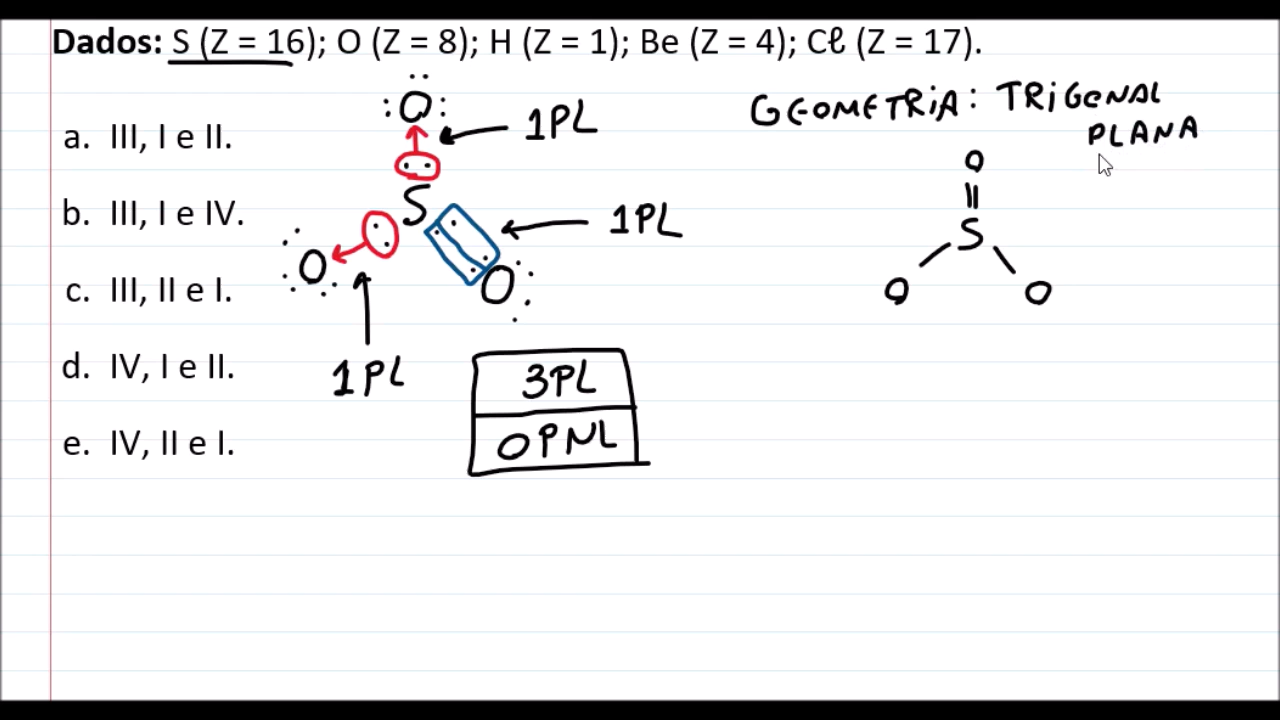 Dados: S (Z = 16); O (Z = 8); H (Z = 1); Be (Z = 4); Cℓ (Z = 17).
GEOMETRIA: TRIGONAL
PLANA
a. III, I e II.
b. III, I e IV.
c. III, II e I.
d. IV, I e II.
e. IV, II e I.
O
1PL
S
1PL
O
O
1PL
3PL
0PNL
O
S
O
O